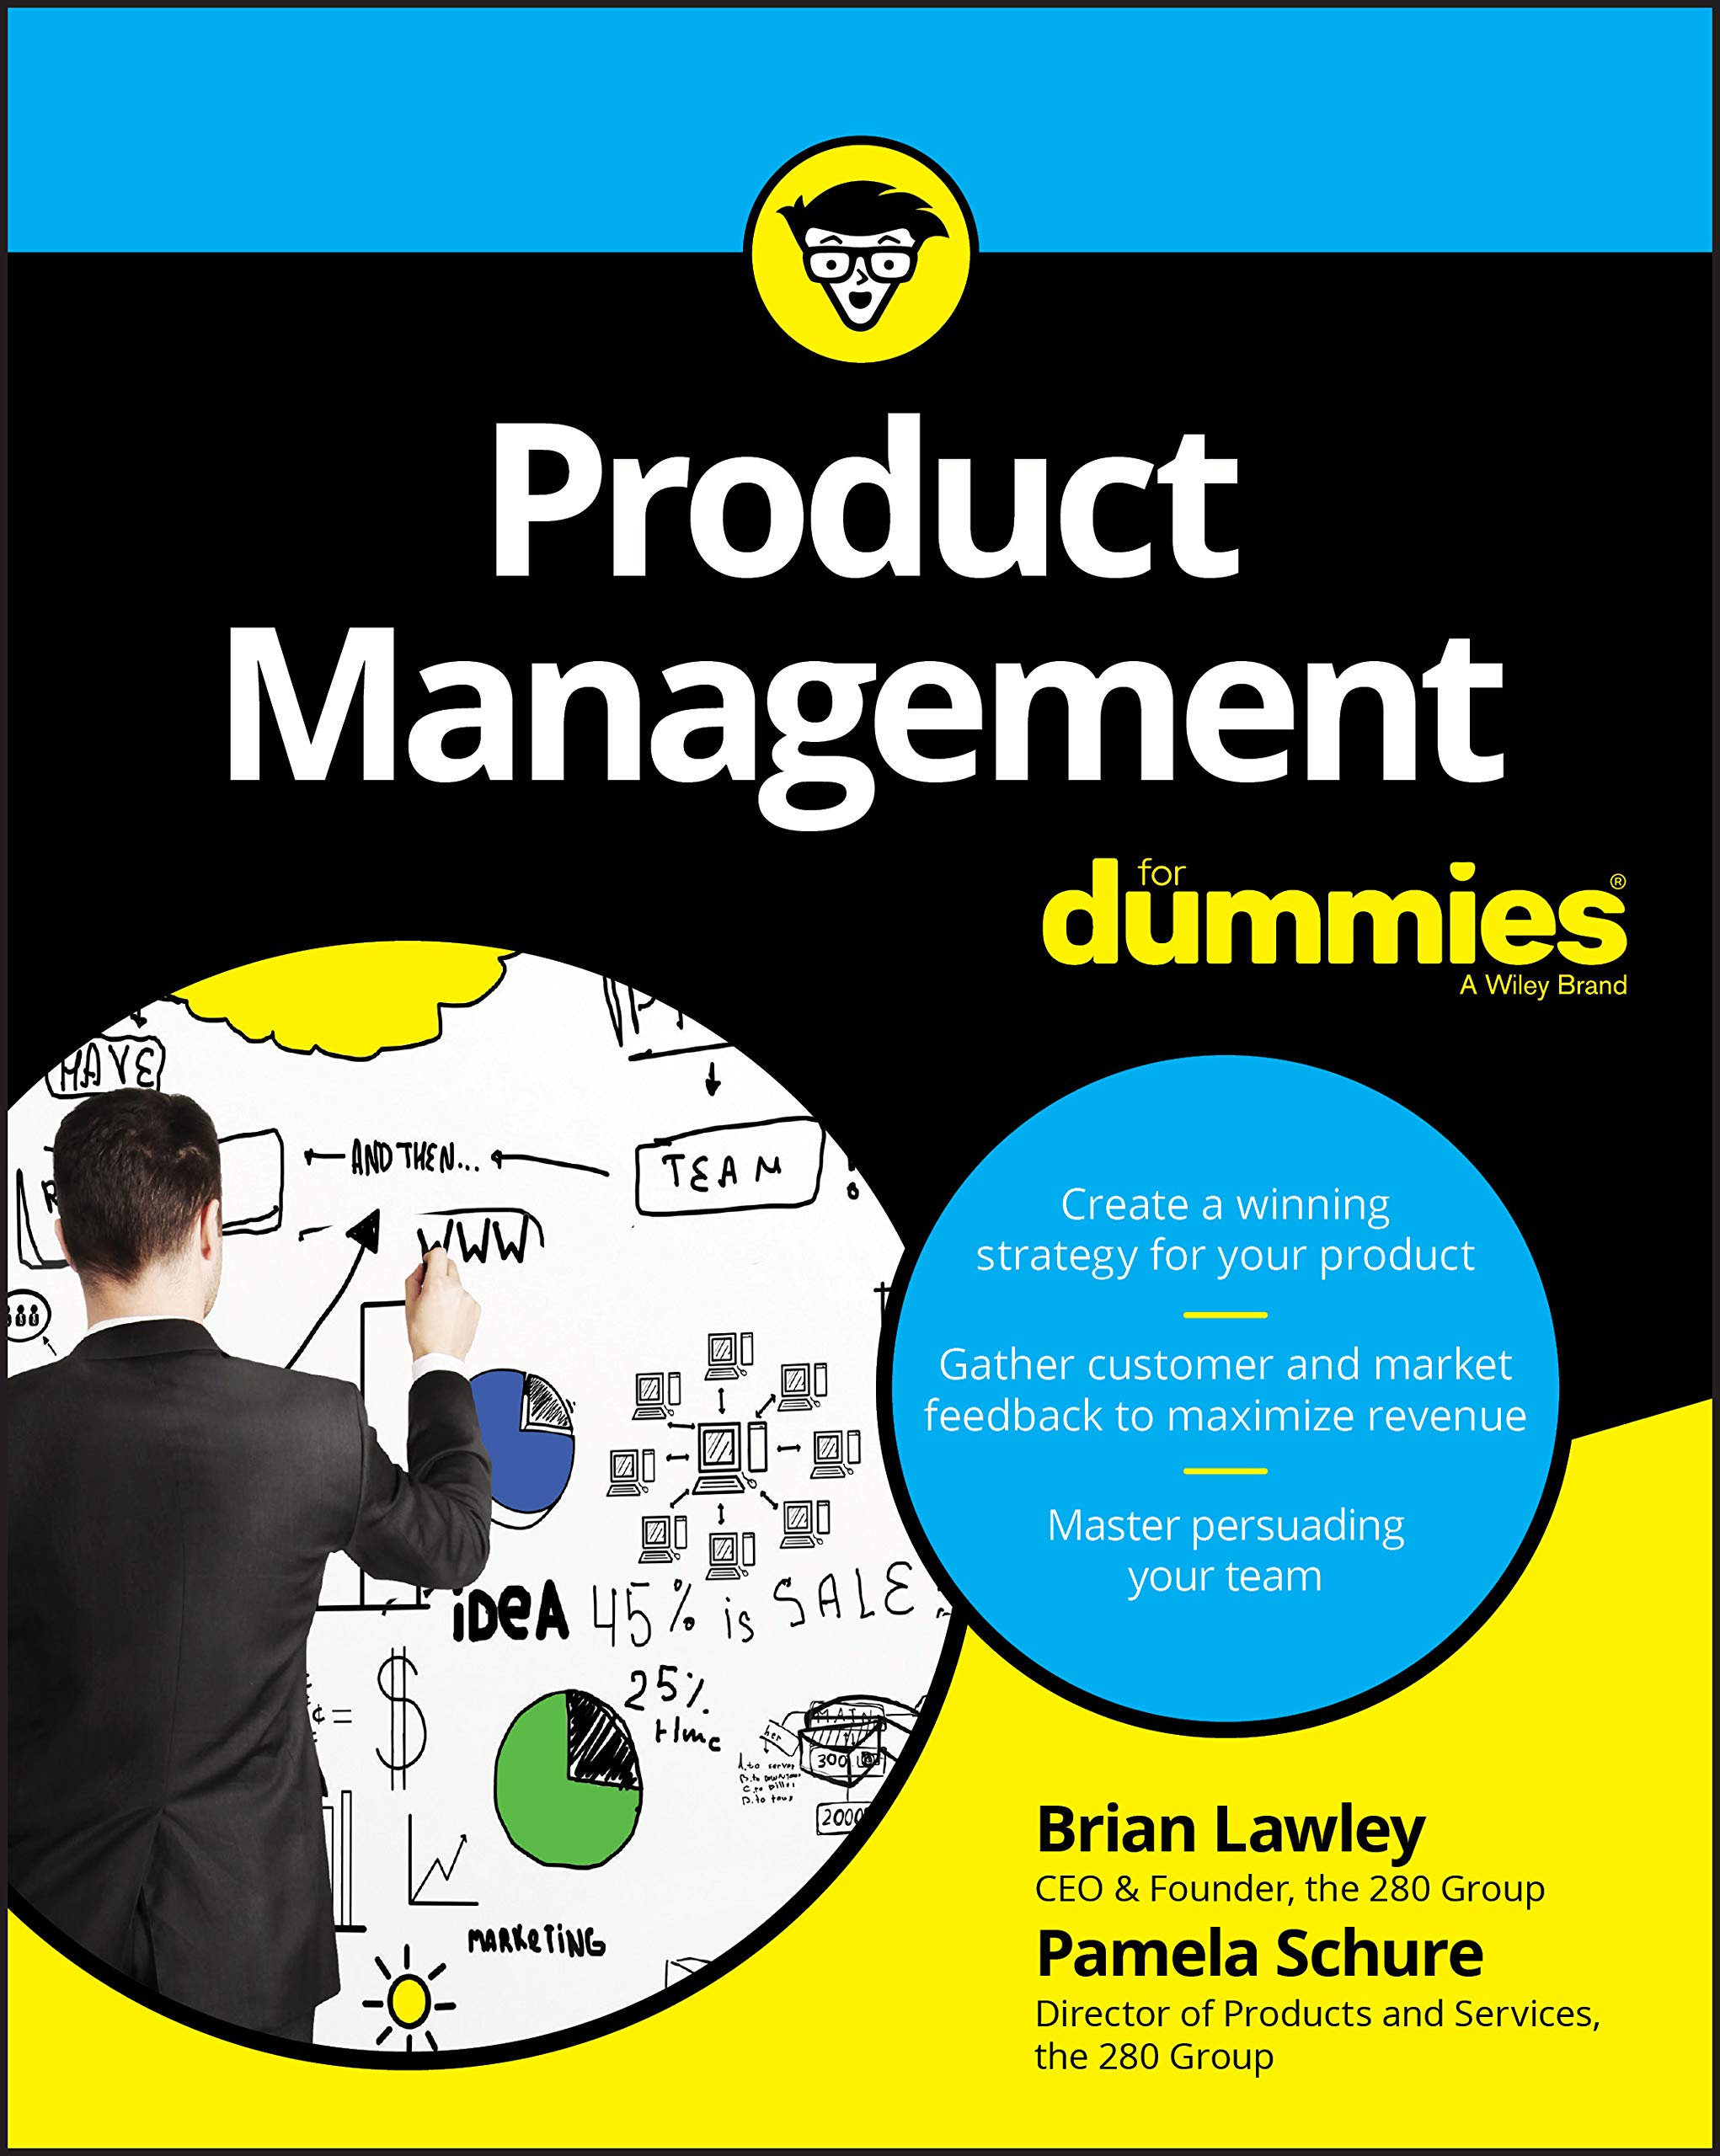 Product
Management
for
dummies®
A Wiley Brand
HAVE
AND THEN...
TEAM
WWW
Create a winning
strategy for your product
Gather customer and market
feedback to maximize revenue
Master persuading
your team
IDEA 45% is SALE
25%
time
¢ = $
MAIN
300
2000
MARKETING
Brian Lawley
CEO & Founder, the 280 Group
Pamela Schure
Director of Products and Services,
the 280 Group